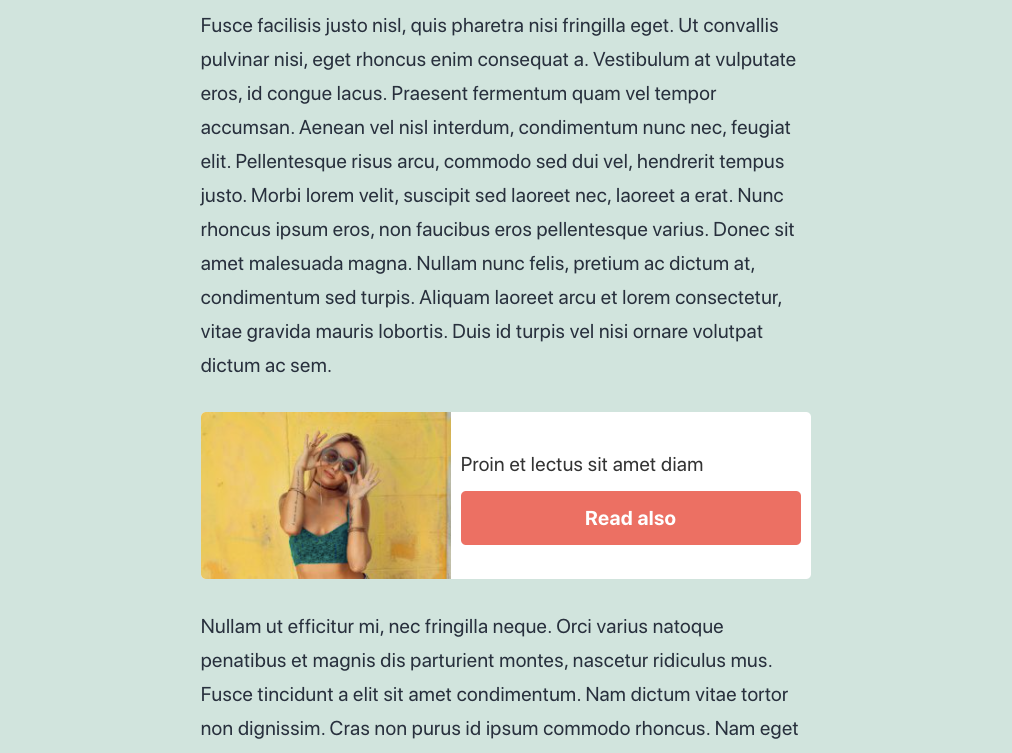 Fusce facilisis justo nisl, quis pharetra nisi fringilla eget. Ut convallis
pulvinar nisi, eget rhoncus enim consequat a. Vestibulum at vulputate
eros, id congue lacus. Praesent fermentum quam vel tempor
accumsan. Aenean vel nisl interdum, condimentum nunc nec, feugiat
elit. Pellentesque risus arcu, commodo sed dui vel, hendrerit tempus
justo. Morbi lorem velit, suscipit sed laoreet nec, laoreet a erat. Nunc
rhoncus ipsum eros, non faucibus eros pellentesque varius. Donec sit
amet malesuada magna. Nullam nunc felis, pretium ac dictum at,
condimentum sed turpis. Aliquam laoreet arcu et lorem consectetur,
vitae gravida mauris lobortis. Duis id turpis vel nisi ornare volutpat
dictum ac sem.
Proin et lectus sit amet diam
Read also
Nullam ut efficitur mi, nec fringilla neque. Orci varius natoque
penatibus et magnis dis parturient montes, nascetur ridiculus mus.
Fusce tincidunt a elit sit amet condimentum. Nam dictum vitae tortor
non dignissim. Cras non purus id ipsum commodo rhoncus. Nam eget